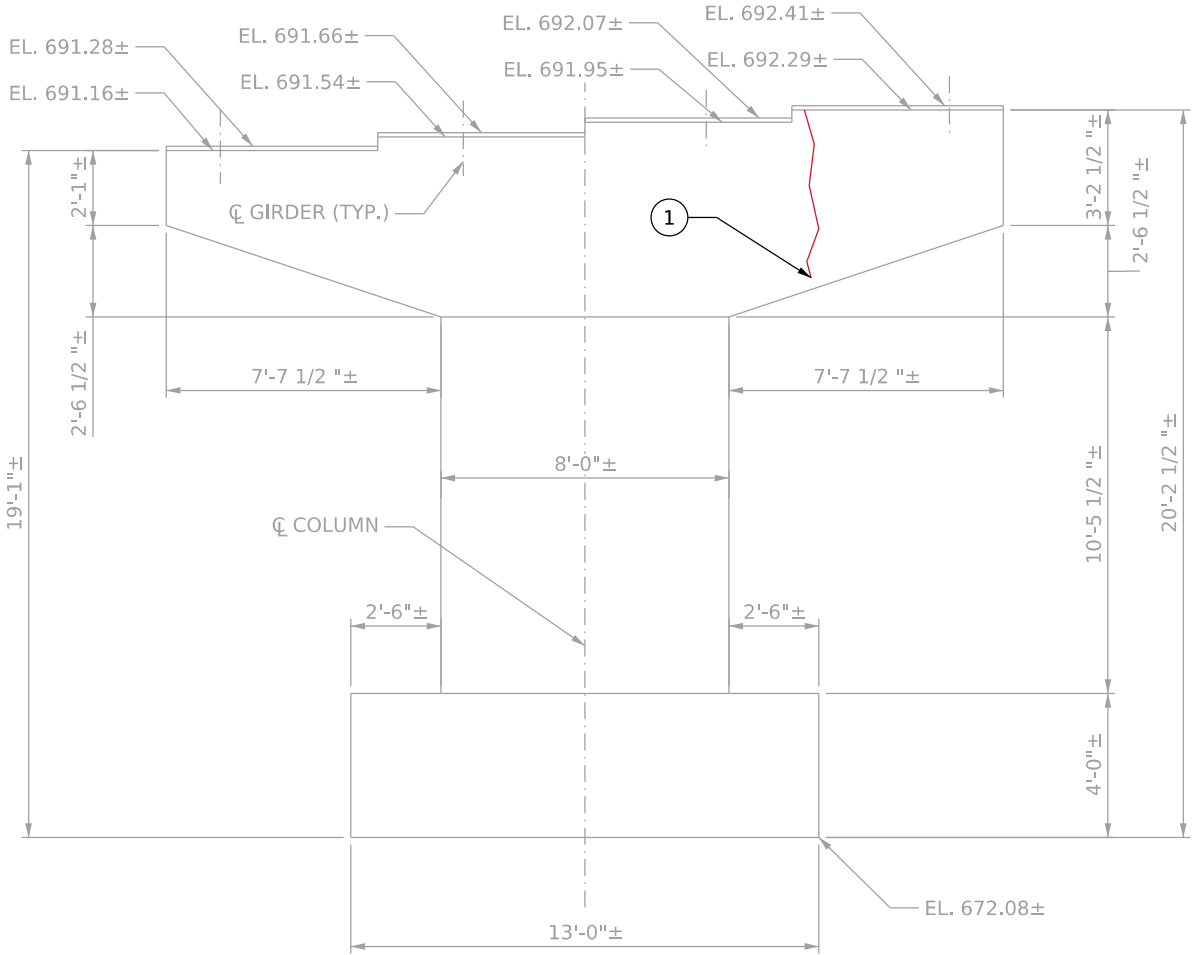 EL. 692.41±
EL. 692.07±
EL. 691.66±
EL. 691.28±
EL. 692.29±
EL. 691.95±
EL. 691.54±
EL. 691.16±
2'-1"±
3'-2 1/2 "±
℄ GIRDER (TYP.)
1
2'-6 1/2 "±
7'-7 1/2 "±
7'-7 1/2 "±
2'-6 1/2 "±
8'-0"±
19'-1"±
10'-5 1/2 "±
20'-2 1/2 "±
℄ COLUMN
2'-6"±
2'-6"±
4'-0"±
EL. 672.08±
13'-0"±